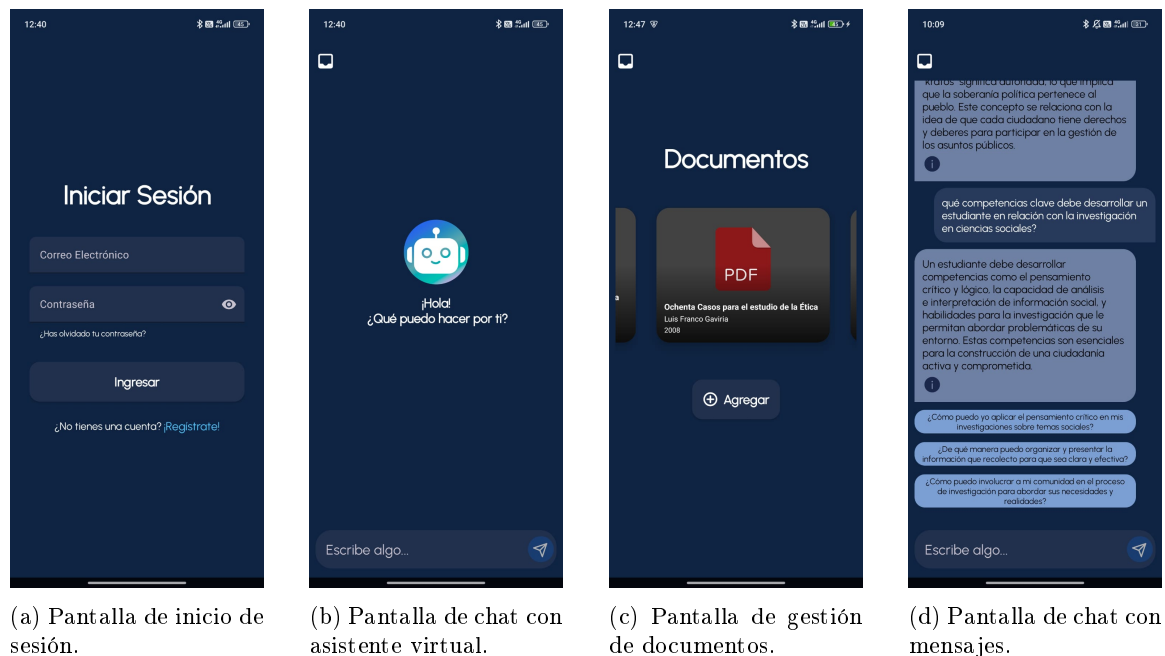 12:40
45
Iniciar Sesión
Correo Electrónico
Contraseña
¿Has olvidado tu contraseña?
Ingresar
¿No tienes una cuenta? ¡Regístrate!
(a) Pantalla de inicio de
sesión.
12:40
45
¡Hola!
¿Qué puedo hacer por ti?
Escribe algo...
(b) Pantalla de chat con
asistente virtual.
12:47
Documentos
PDF
Ochenta Casos para el estudio de la Ética
Luis Franco Gaviria
2008
Agregar
(c) Pantalla de gestión
de documentos.
10:09
31
que la soberanía política pertenece al
pueblo. Este concepto se relaciona con la
idea de que cada ciudadano tiene derechos
y deberes para participar en la gestión de
los asuntos públicos.
qué competencias clave debe desarrollar un
estudiante en relación con la investigación
en ciencias sociales?
Un estudiante debe desarrollar
competencias como el pensamiento
crítico y lógico, la capacidad de análisis
e interpretación de información social, y
habilidades para la investigación que le
permitan abordar problemáticas de su
entorno. Estas competencias son esenciales
para la construcción de una ciudadanía
activa y comprometida.
¿Cómo puedo yo aplicar el pensamiento crítico en mis
investigaciones sobre temas sociales?
¿De qué manera puedo organizar y presentar la
información que recolecto para que sea clara y efectiva?
¿Cómo puedo involucrar a mi comunidad en el proceso
de investigación para abordar sus necesidades y
realidades?
Escribe algo...
(d) Pantalla de chat con
mensajes.